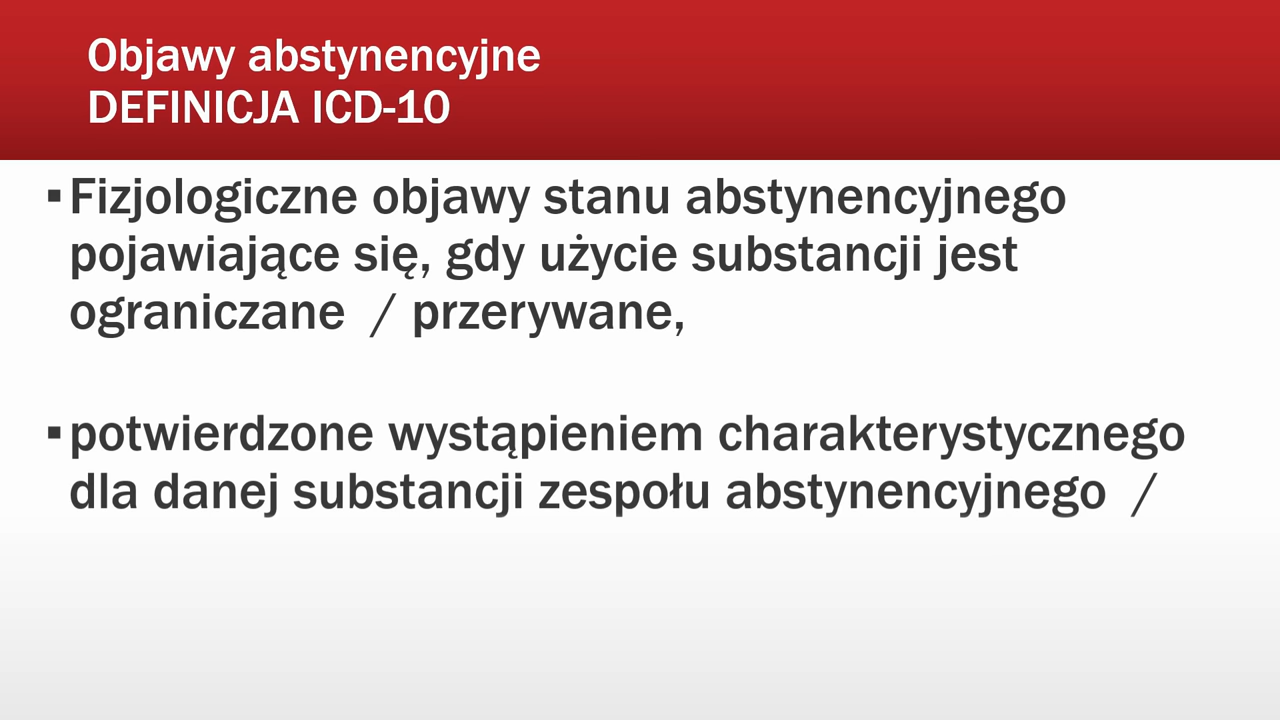 Objawy abstynencyjne
DEFINICJA ICD-10
▪Fizjologiczne objawy stanu abstynencyjnego
pojawiające się, gdy użycie substancji jest
ograniczane / przerywane,
▪potwierdzone wystąpieniem charakterystycznego
dla danej substancji zespołu abstynencyjnego /